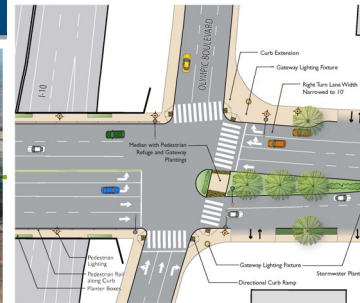 I-10
OLYMPIC BOULEVARD
Curb Extension
Gateway Lighting Fixture
Right Turn Lane Width
Narrowed to 10'
Median with Pedestrian
Refuge and Gateway
Plantings
Pedestrian
Lighting
Pedestrian Rail
along Curb
Planter Boxes
Gateway Lighting Fixture
Directional Curb Ramp
Stormwater